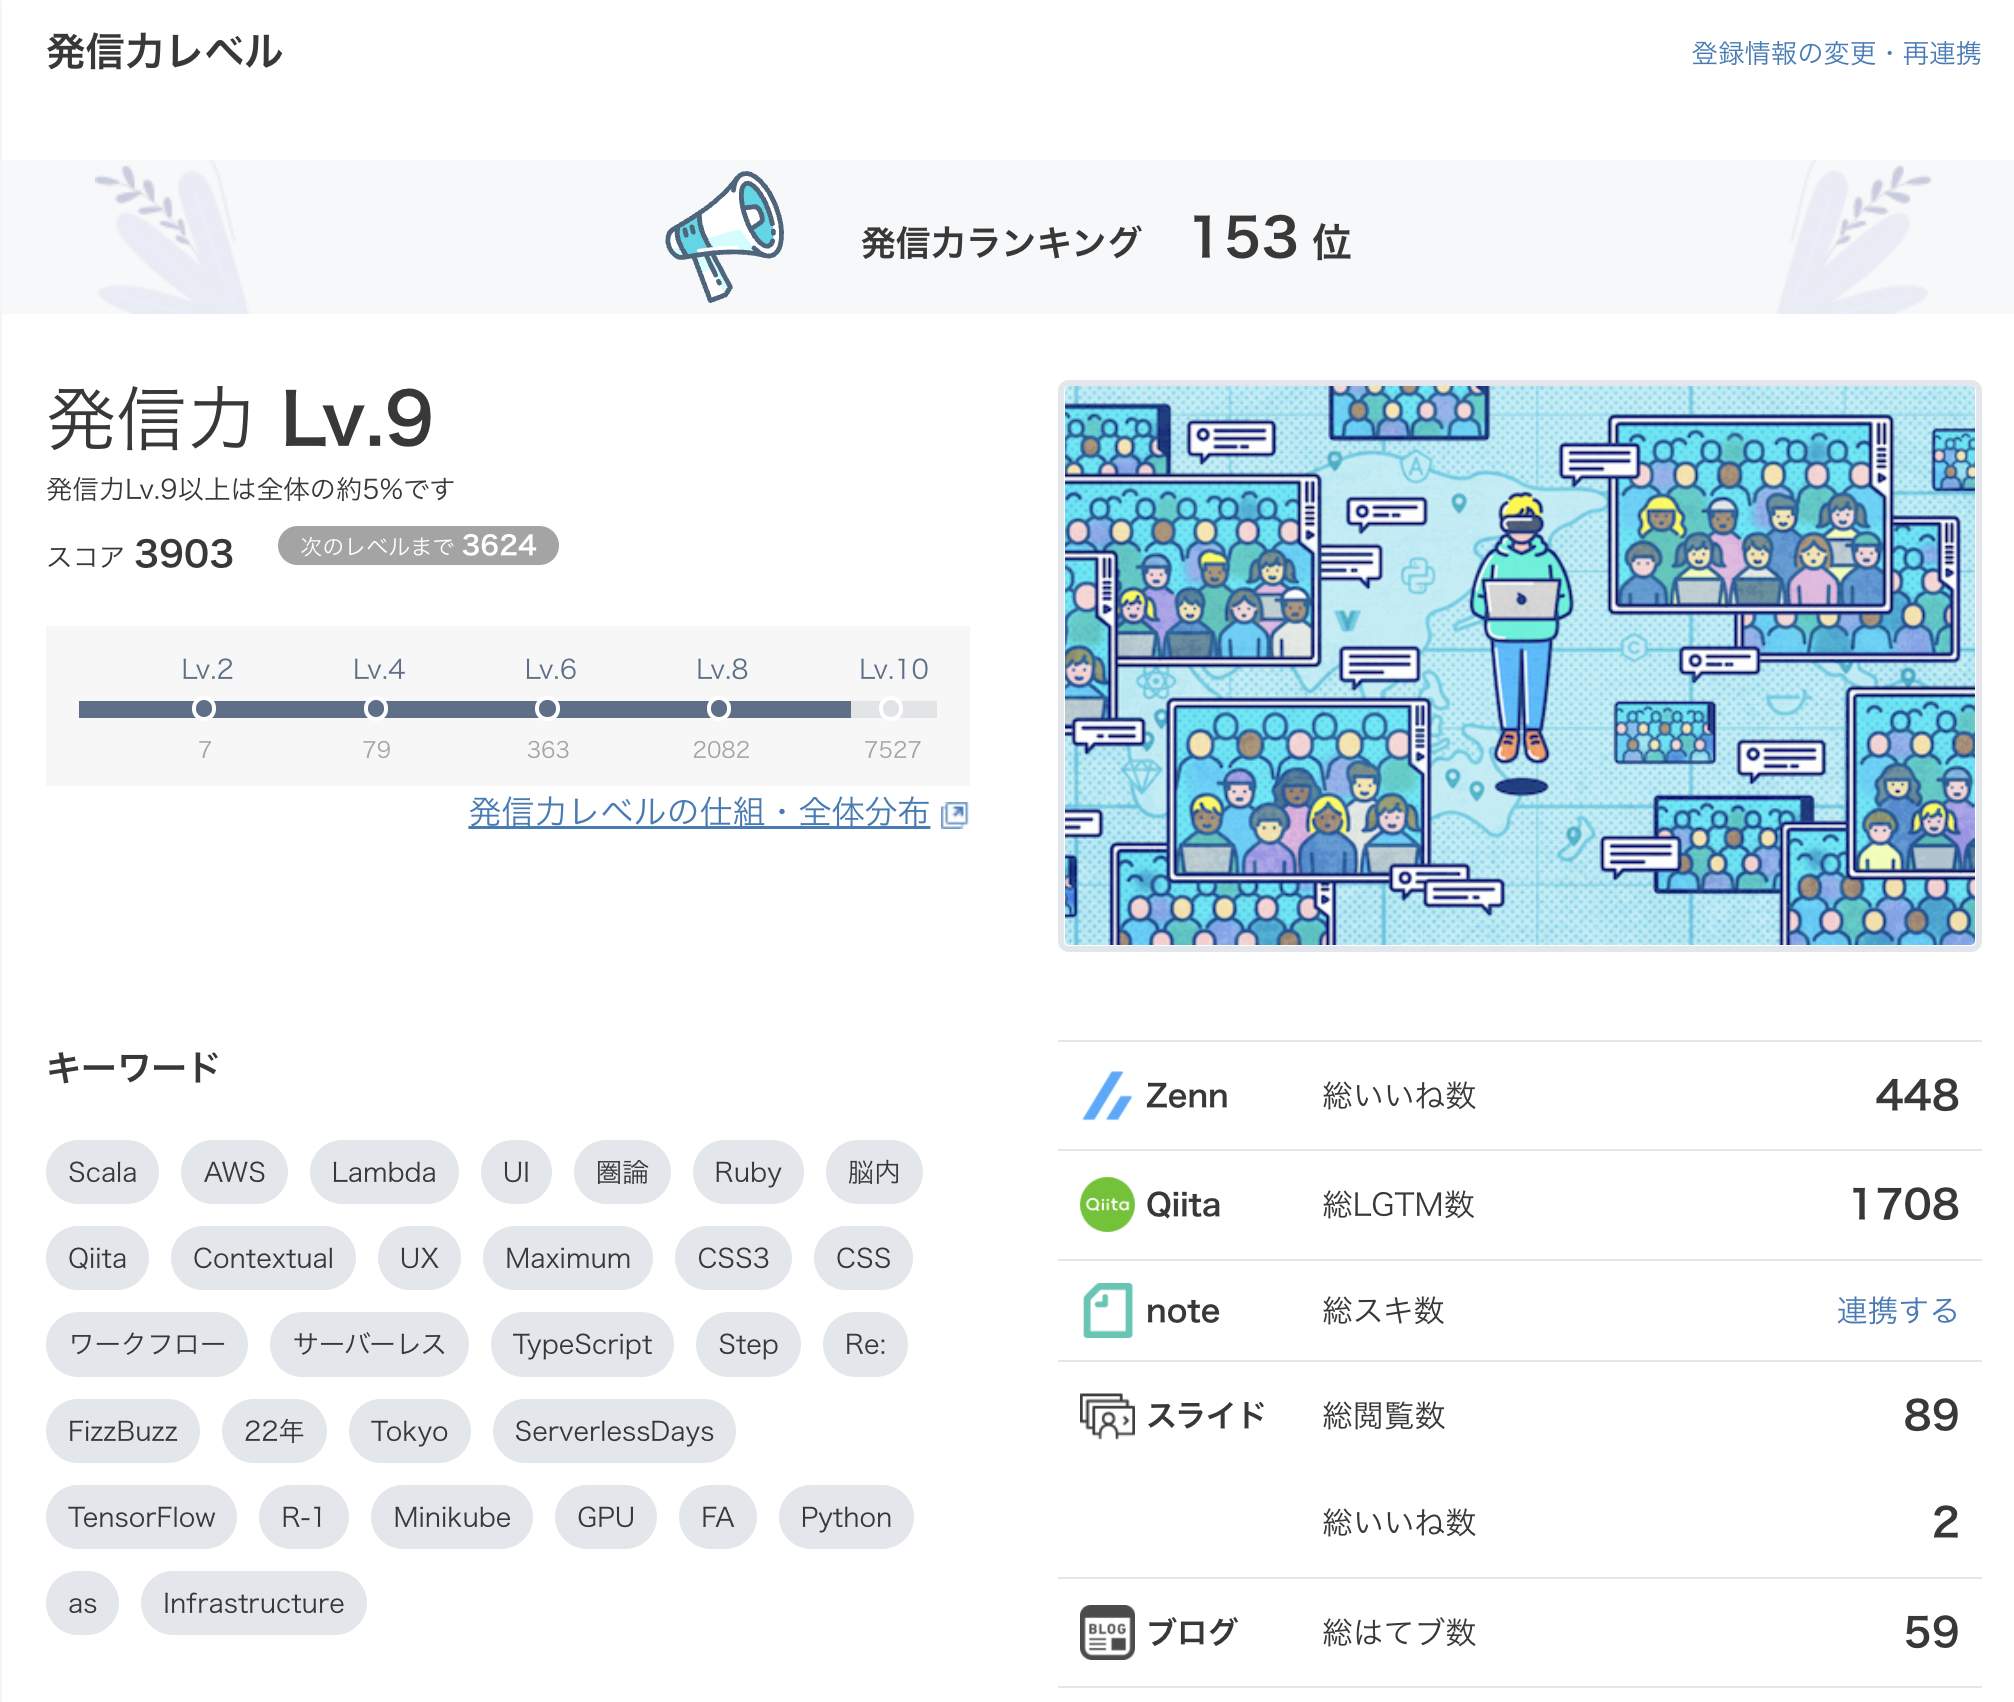 発信力レベル
登録情報の変更・再連携
発信力ランキング 153 位
発信力 Lv.9
発信力Lv.9以上は全体の約5%です
スコア 3903 次のレベルまで 3624
Lv.2 Lv.4 Lv.6 Lv.8 Lv.10
7 79 363 2082 7527
発信力レベルの仕組・全体分布
キーワード
Scala AWS Lambda UI 圏論 Ruby 脳内
Qiita Contextual UX Maximum CSS3 CSS
ワークフロー サーバーレス TypeScript Step Re:
FizzBuzz 22年 Tokyo ServerlessDays
TensorFlow R-1 Minikube GPU FA Python
as Infrastructure
Zenn 総いいね数 448
Qiita Qiita 総LGTM数 1708
note 総スキ数 連携する
スライド 総閲覧数 89
総いいね数 2
BLOG ブログ 総はてブ数 59